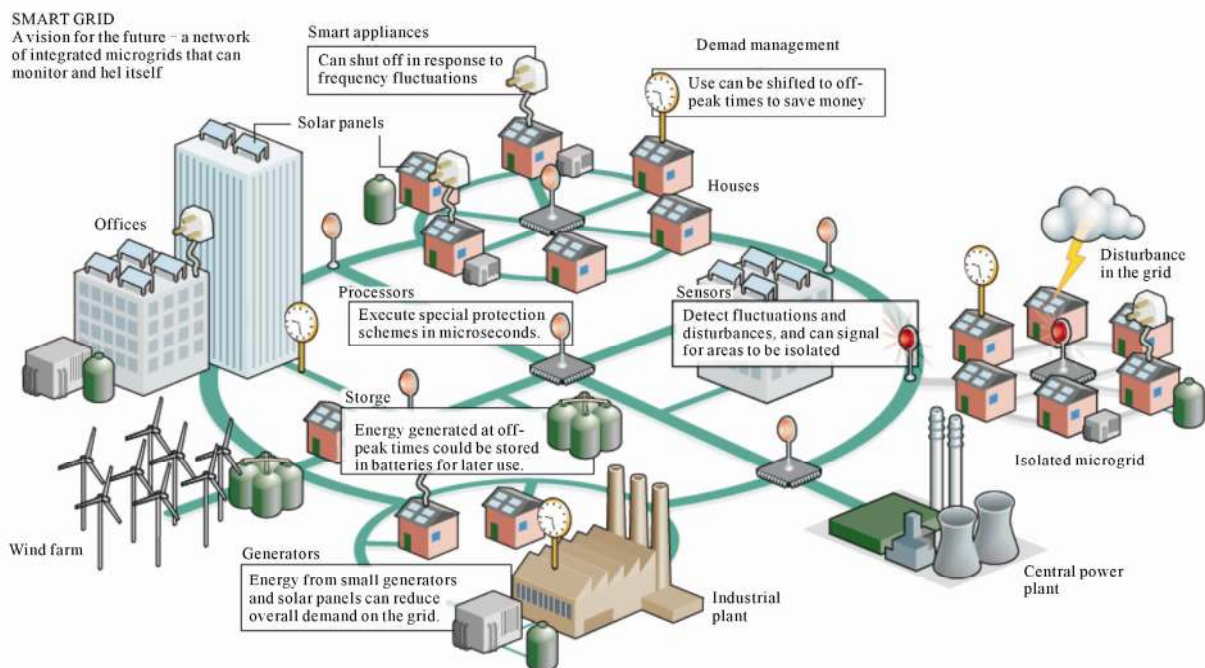 SMART GRID
A vision for the future – a network
of integrated microgrids that can
monitor and hel itself
Smart appliances
Can shut off in response to
frequency fluctuations
Demad management
Use can be shifted to off-
peak times to save money
Solar panels
Houses
Offices
Disturbance
in the grid
Processors
Execute special protection
schemes in microseconds.
Sensors
Detect fluctuations and
disturbances, and can signal
for areas to be isolated
Storge
Energy generated at off-
peak times could be stored
in batteries for later use.
Isolated microgrid
Wind farm
Generators
Energy from small generators
and solar panels can reduce
overall demand on the grid.
Industrial
plant
Central power
plant